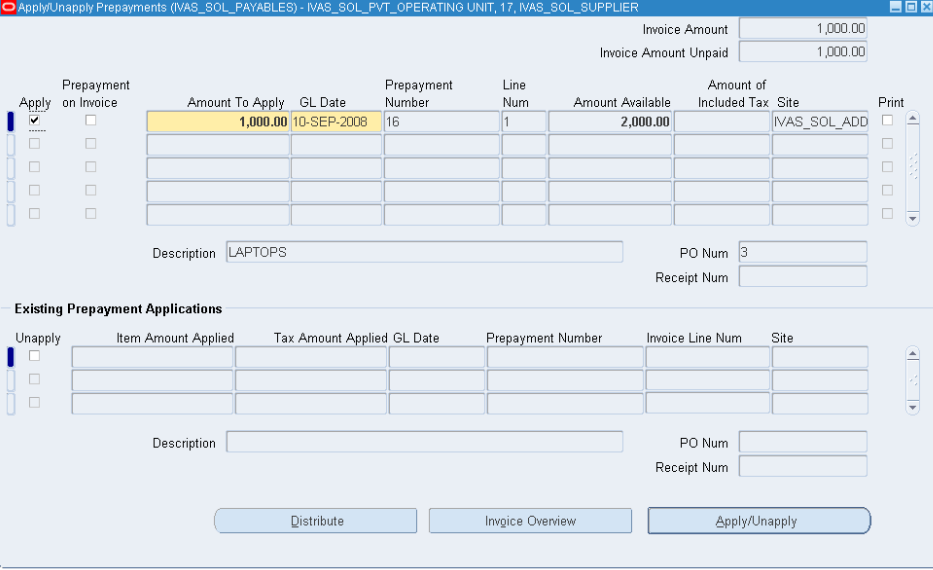 Apply/Unapply Prepayments (IVAS_SOL_PAYABLES) - IVAS_SOL_PVT_OPERATING UNIT, 17, IVAS_SOL_SUPPLIER
Invoice Amount 1,000.00
Invoice Amount Unpaid 1,000.00
Prepayment Prepayment Line Amount of
Apply on Invoice Amount To Apply GL Date Number Num Amount Available Included Tax Site Print
1,000.00 10-SEP-2008 16 1 2,000.00 IVAS_SOL_ADD
Description LAPTOPS PO Num 3
Receipt Num
Existing Prepayment Applications
Unapply Item Amount Applied Tax Amount Applied GL Date Prepayment Number Invoice Line Num Site
Description PO Num
Receipt Num
Distribute Invoice Overview Apply/Unapply